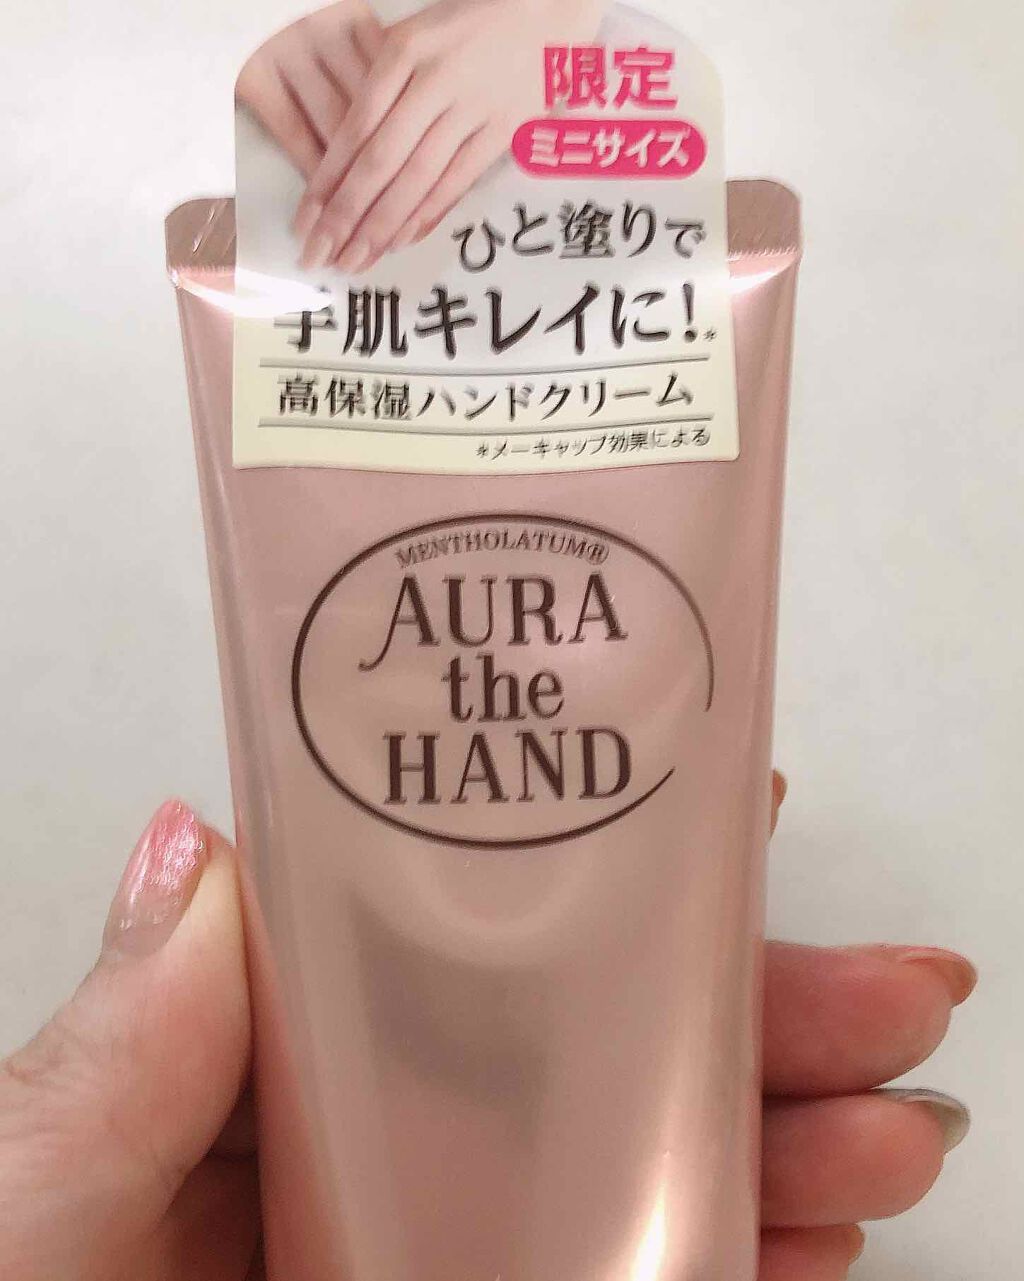 限定
ミニサイズ
ひと塗りで
手肌キレイに!*
高保湿ハンドクリーム
*メーキャップ効果による
MENTHOLATUM®
AURA
the
HAND